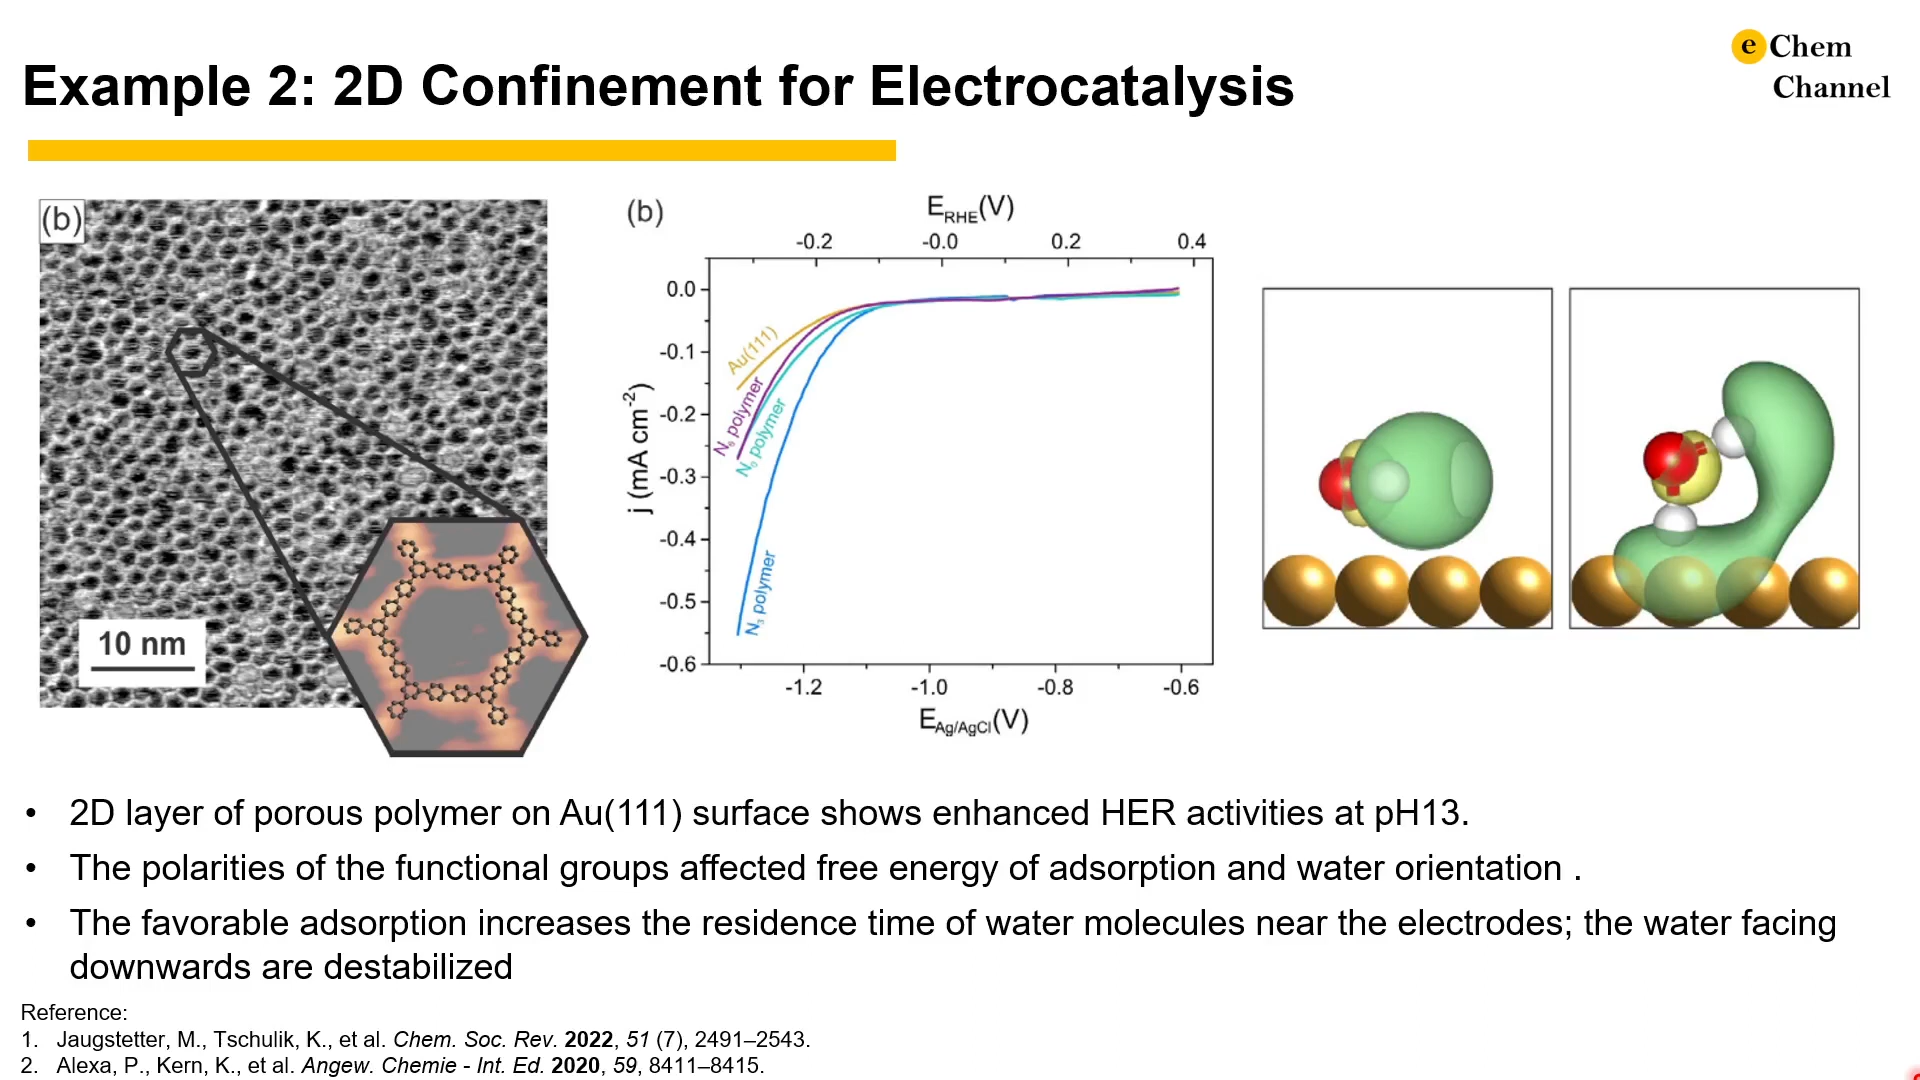 e Chem
Channel
Example 2: 2D Confinement for Electrocatalysis
(b)
10 nm
(b)
E_RHE(V)
-0.2 -0.0 0.2 0.4
0.0
-0.1
-0.2
-0.3
-0.4
-0.5
-0.6
j (mA cm⁻²)
Au(111)
N₉ polymer
N₀ polymer
N₃ polymer
-1.2 -1.0 -0.8 -0.6
E_Ag/AgCl(V)
• 2D layer of porous polymer on Au(111) surface shows enhanced HER activities at pH13.
• The polarities of the functional groups affected free energy of adsorption and water orientation .
• The favorable adsorption increases the residence time of water molecules near the electrodes; the water facing
downwards are destabilized
Reference:
1. Jaugstetter, M., Tschulik, K., et al. Chem. Soc. Rev. 2022, 51 (7), 2491–2543.
2. Alexa, P., Kern, K., et al. Angew. Chemie - Int. Ed. 2020, 59, 8411–8415.